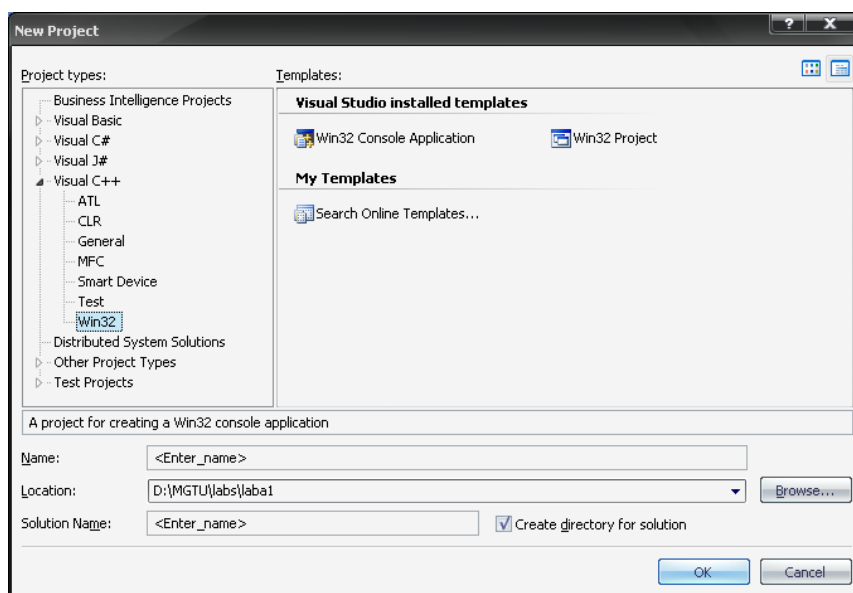 New Project
? X
Project types:
Templates:
Business Intelligence Projects
Visual Basic
Visual C#
Visual J#
Visual C++
ATL
CLR
General
MFC
Smart Device
Test
Win32
Distributed System Solutions
Other Project Types
Test Projects
Visual Studio installed templates
Win32 Console Application
Win32 Project
My Templates
Search Online Templates...
A project for creating a Win32 console application
Name:
<Enter_name>
Location:
D:\MGTU\labs\laba1
Browse...
Solution Name:
<Enter_name>
Create directory for solution
OK
Cancel